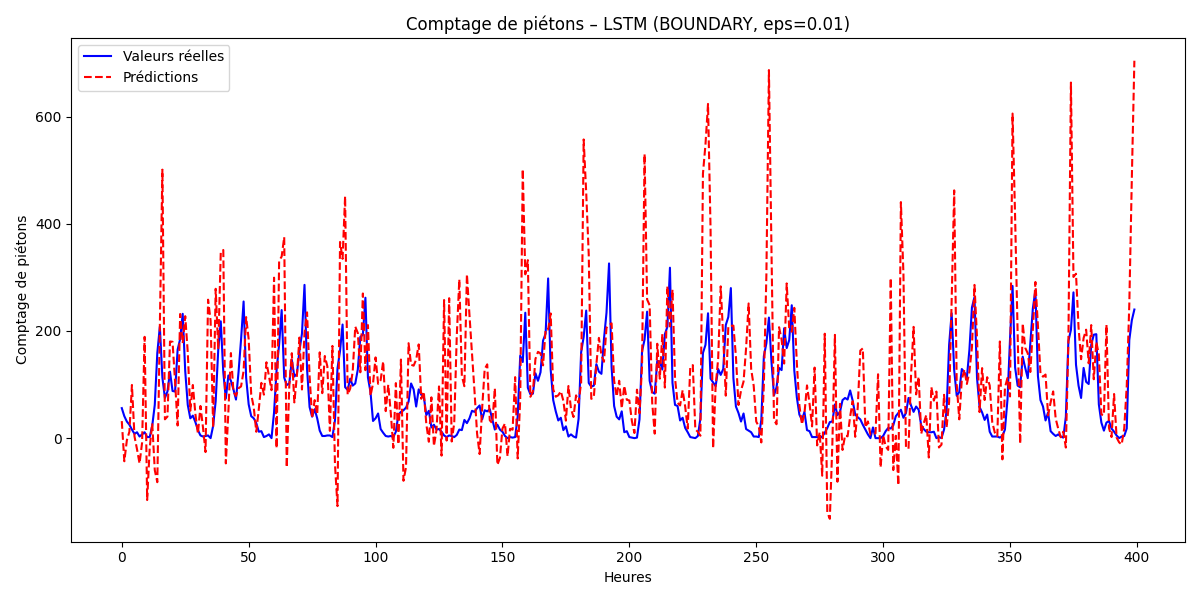 Comptage de piétons – LSTM (BOUNDARY, eps=0.01)
Valeurs réelles
Prédictions
Comptage de piétons
600
400
200
0
0 50 100 150 200 250 300 350 400
Heures